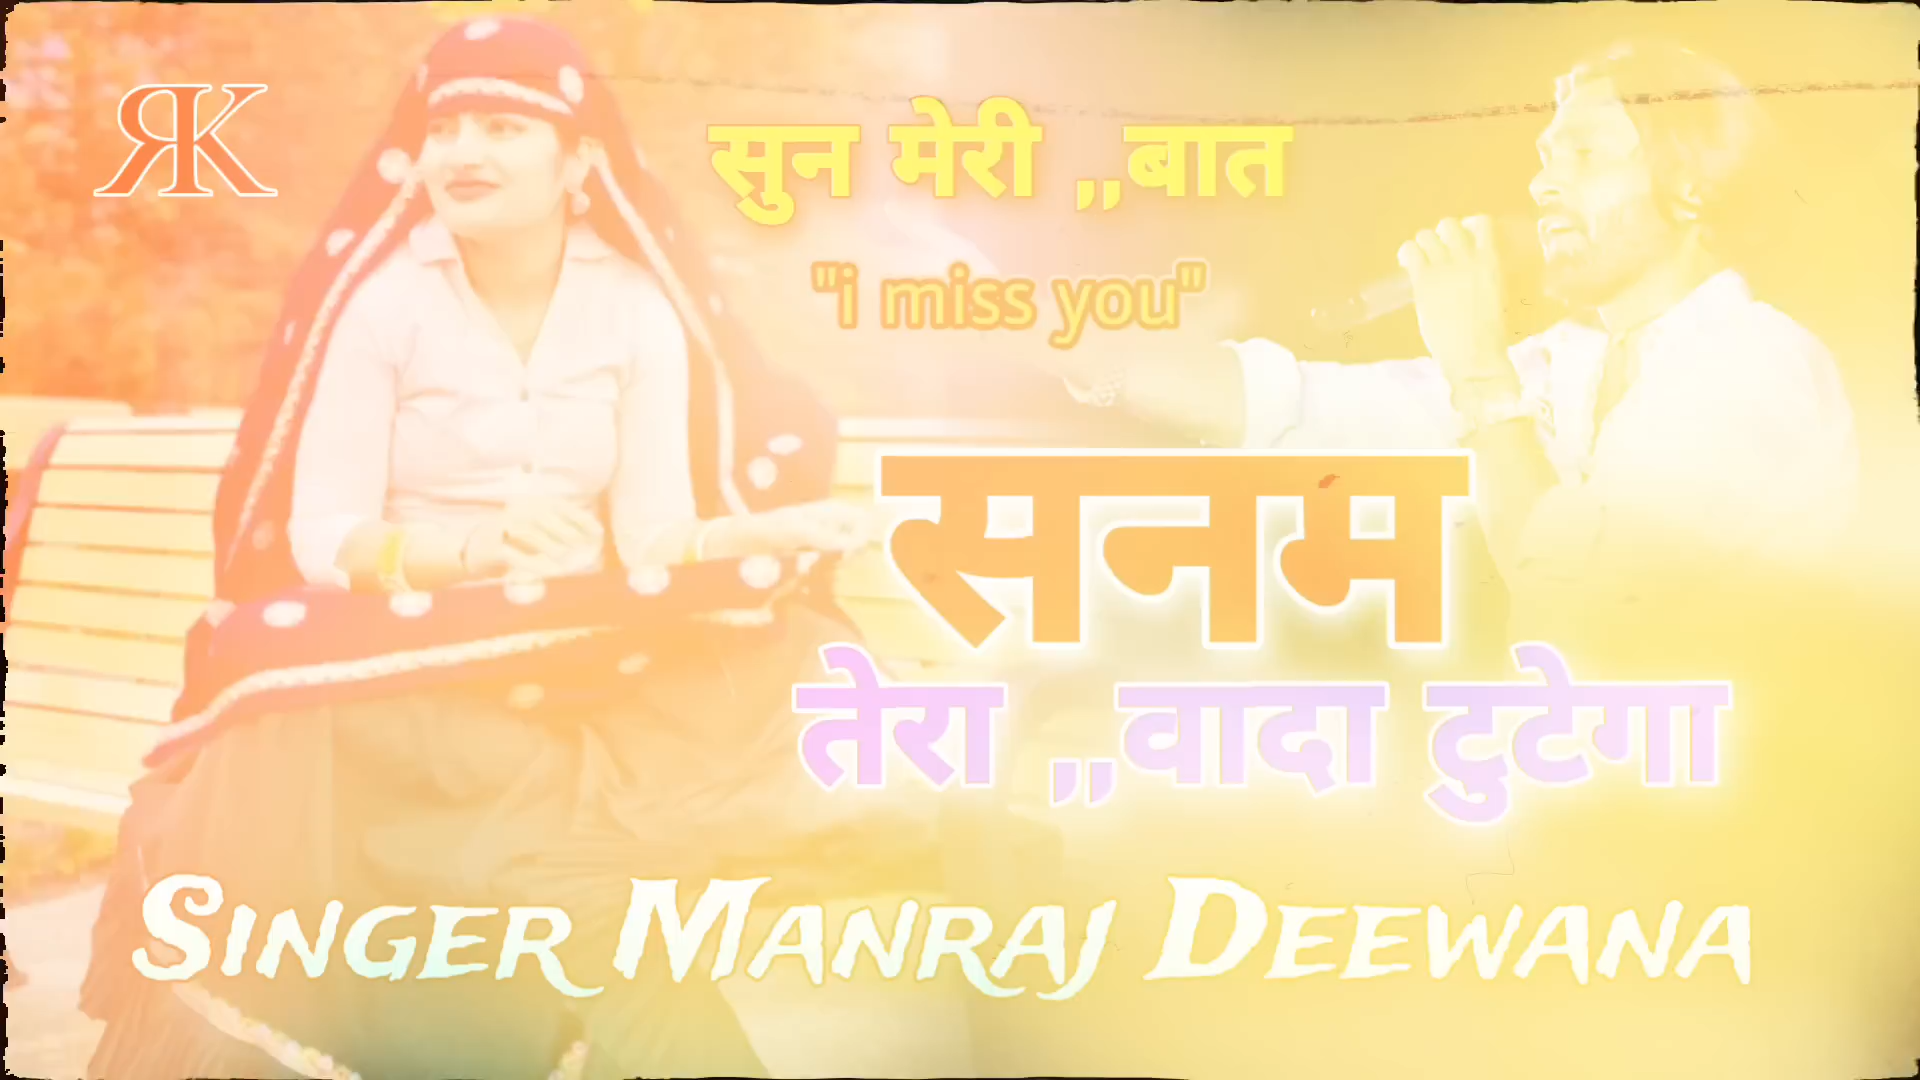 RK
सुन मेरी ,,बात
"i miss you"
सनम
तेरा ,,वादा टुटेगा
SINGER MANRAJ DEEWANA